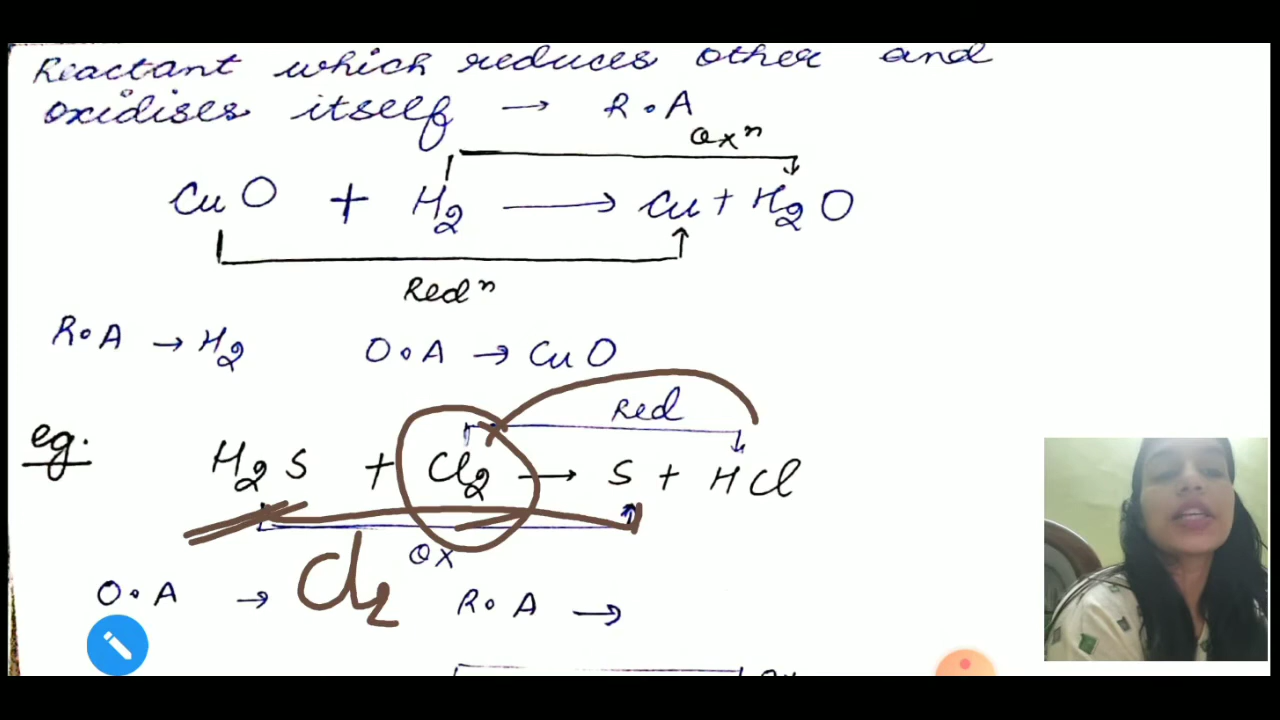 Reactant which reduces other and
oxidises itself → R.A
Oxⁿ
CuO + H₂ → Cu + H₂O
Redⁿ
R.A → H₂ O.A → CuO
Red
eg. H₂S + Cl₂ → S + HCl
Ox
O.A → Cl₂ R.A →